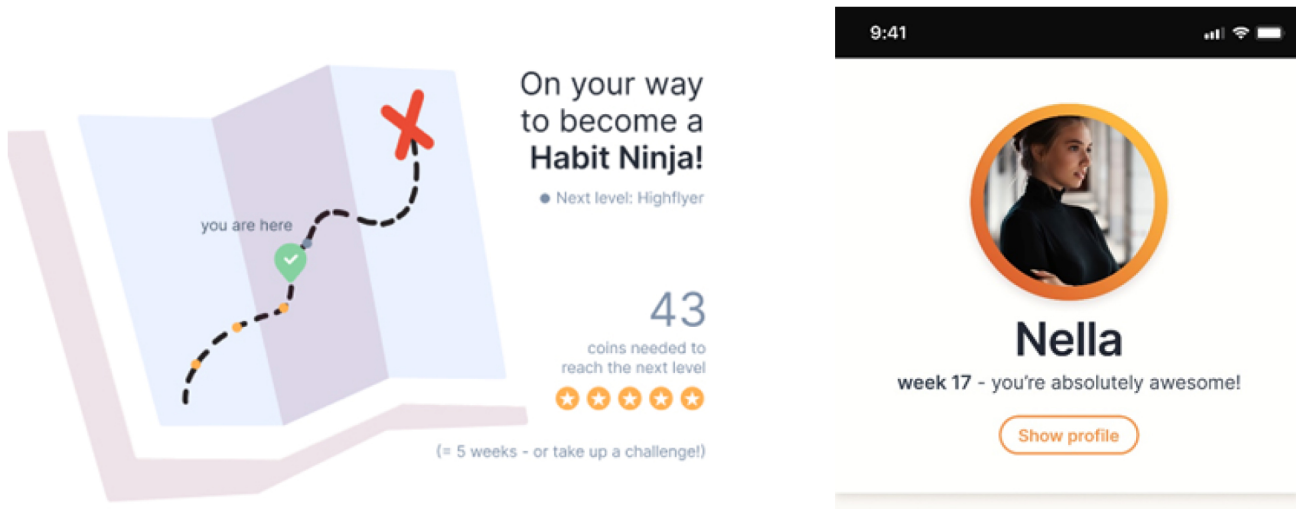 On your way
to become a
Habit Ninja!
Next level: Highflyer
you are here
43
coins needed to
reach the next level
(= 5 weeks - or take up a challenge!)
9:41
Nella
week 17 - you're absolutely awesome!
Show profile